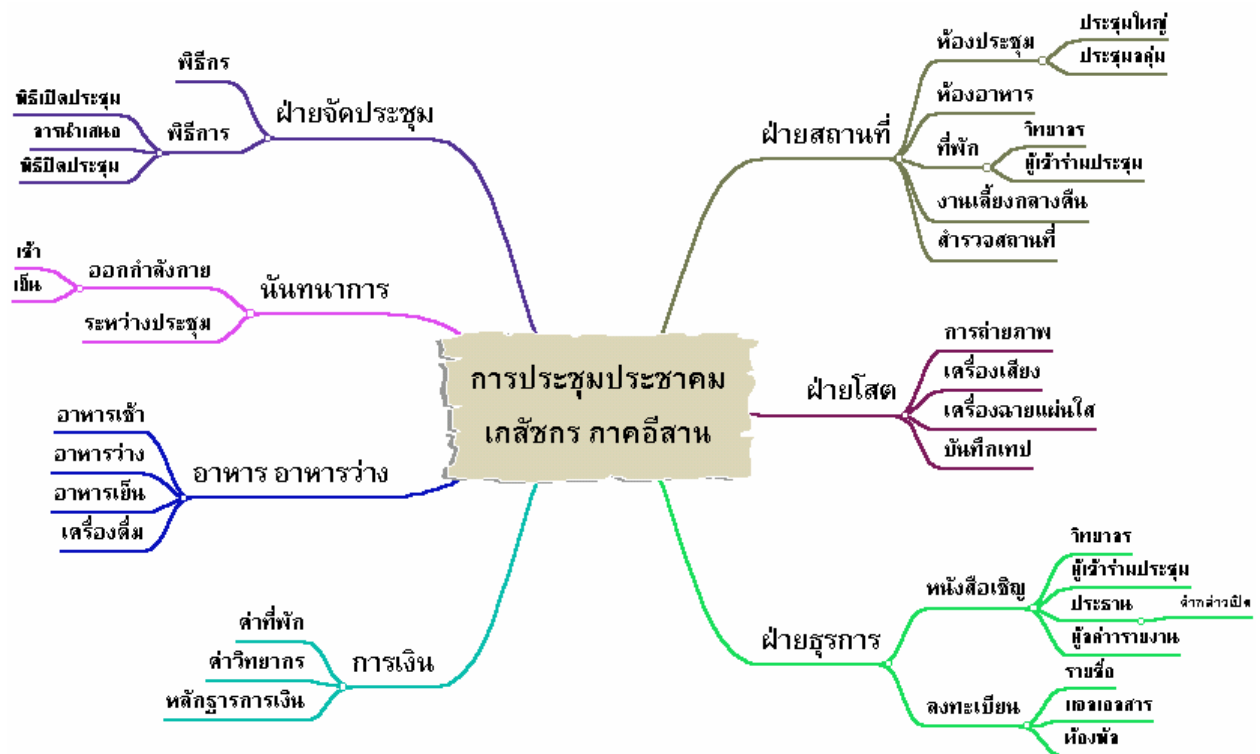 การประชุมประชาคม
เภสัชกร ภาคอีสาน
ฝ่ายจัดประชุม
พิธีกร
พิธีการ
พิธีเปิดประชุม
การนำเสนอ
พิธีปิดประชุม
นันทนาการ
ออกกำลังกาย
เช้า
เย็น
ระหว่างประชุม
อาหาร อาหารว่าง
อาหารเช้า
อาหารว่าง
อาหารเย็น
เครื่องดื่ม
การเงิน
ค่าที่พัก
ค่าวิทยากร
หลักฐานการเงิน
ฝ่ายสถานที่
ห้องประชุม
ประชุมใหญ่
ประชุมกลุ่ม
ห้องอาหาร
ที่พัก
วิทยากร
ผู้เข้าร่วมประชุม
งานเลี้ยงกลางคืน
สำรวจสถานที่
ฝ่ายโสต
การถ่ายภาพ
เครื่องเสียง
เครื่องฉายแผ่นใส
บันทึกเทป
ฝ่ายธุรการ
หนังสือเชิญ
วิทยากร
ผู้เข้าร่วมประชุม
ประธาน
คำกล่าวเปิด
ลงทะเบียน
รายชื่อ
แจกเอกสาร
ห้องพัก